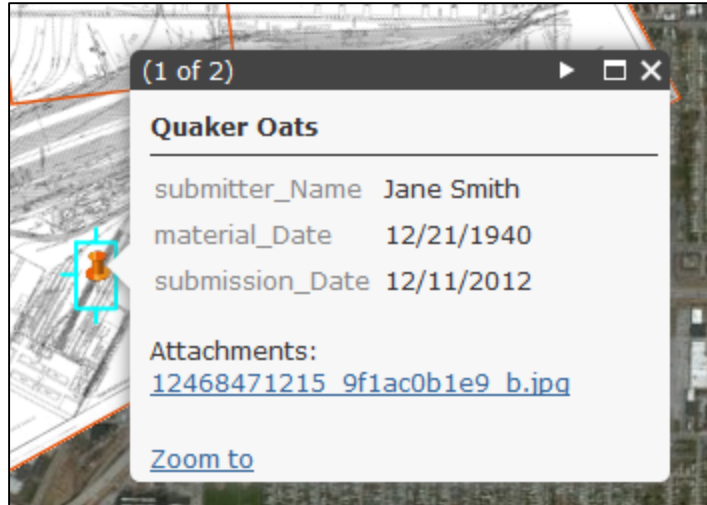 (1 of 2)
Quaker Oats
submitter_Name Jane Smith
material_Date 12/21/1940
submission_Date 12/11/2012
Attachments:
12468471215_9f1ac0b1e9_b.jpg
Zoom to